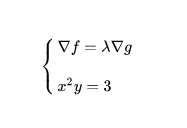 ∇f = λ∇g
x²y = 3